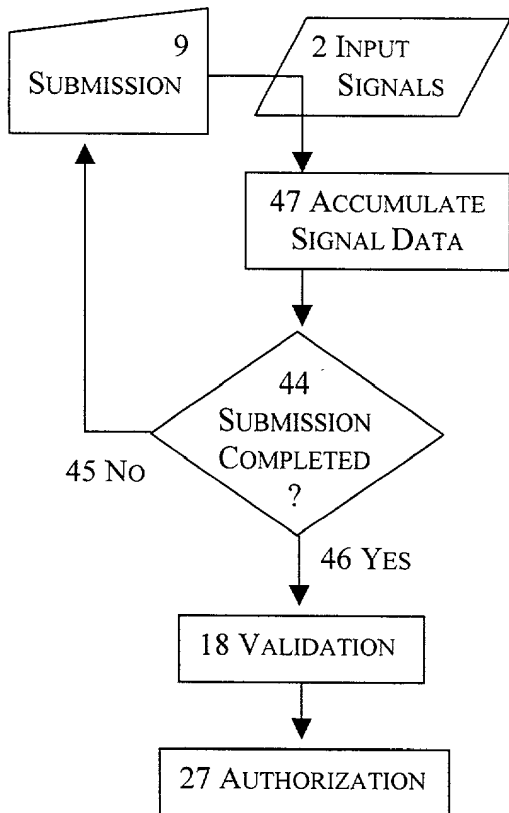 9
SUBMISSION
2 INPUT
SIGNALS
47 ACCUMULATE
SIGNAL DATA
44
SUBMISSION
COMPLETED
?
45 NO
46 YES
18 VALIDATION
27 AUTHORIZATION